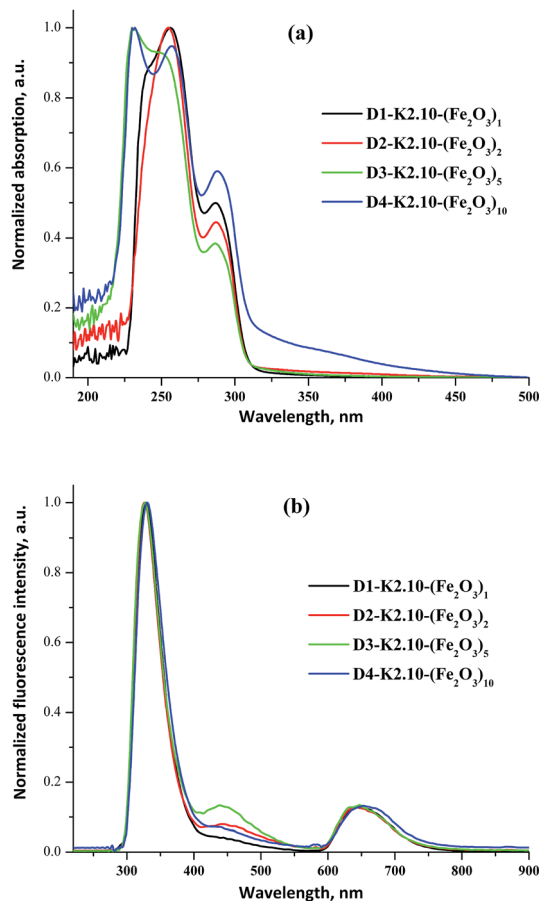 (a)
Normalized absorption, a.u.
1.0
0.8
0.6
0.4
0.2
0.0
D1-K2.10-(Fe₂O₃)₁
D2-K2.10-(Fe₂O₃)₂
D3-K2.10-(Fe₂O₃)₅
D4-K2.10-(Fe₂O₃)₁₀
200 250 300 350 400 450 500
Wavelength, nm
(b)
Normalized fluorescence intensity, a.u.
1.0
0.8
0.6
0.4
0.2
0.0
D1-K2.10-(Fe₂O₃)₁
D2-K2.10-(Fe₂O₃)₂
D3-K2.10-(Fe₂O₃)₅
D4-K2.10-(Fe₂O₃)₁₀
300 400 500 600 700 800 900
Wavelength, nm